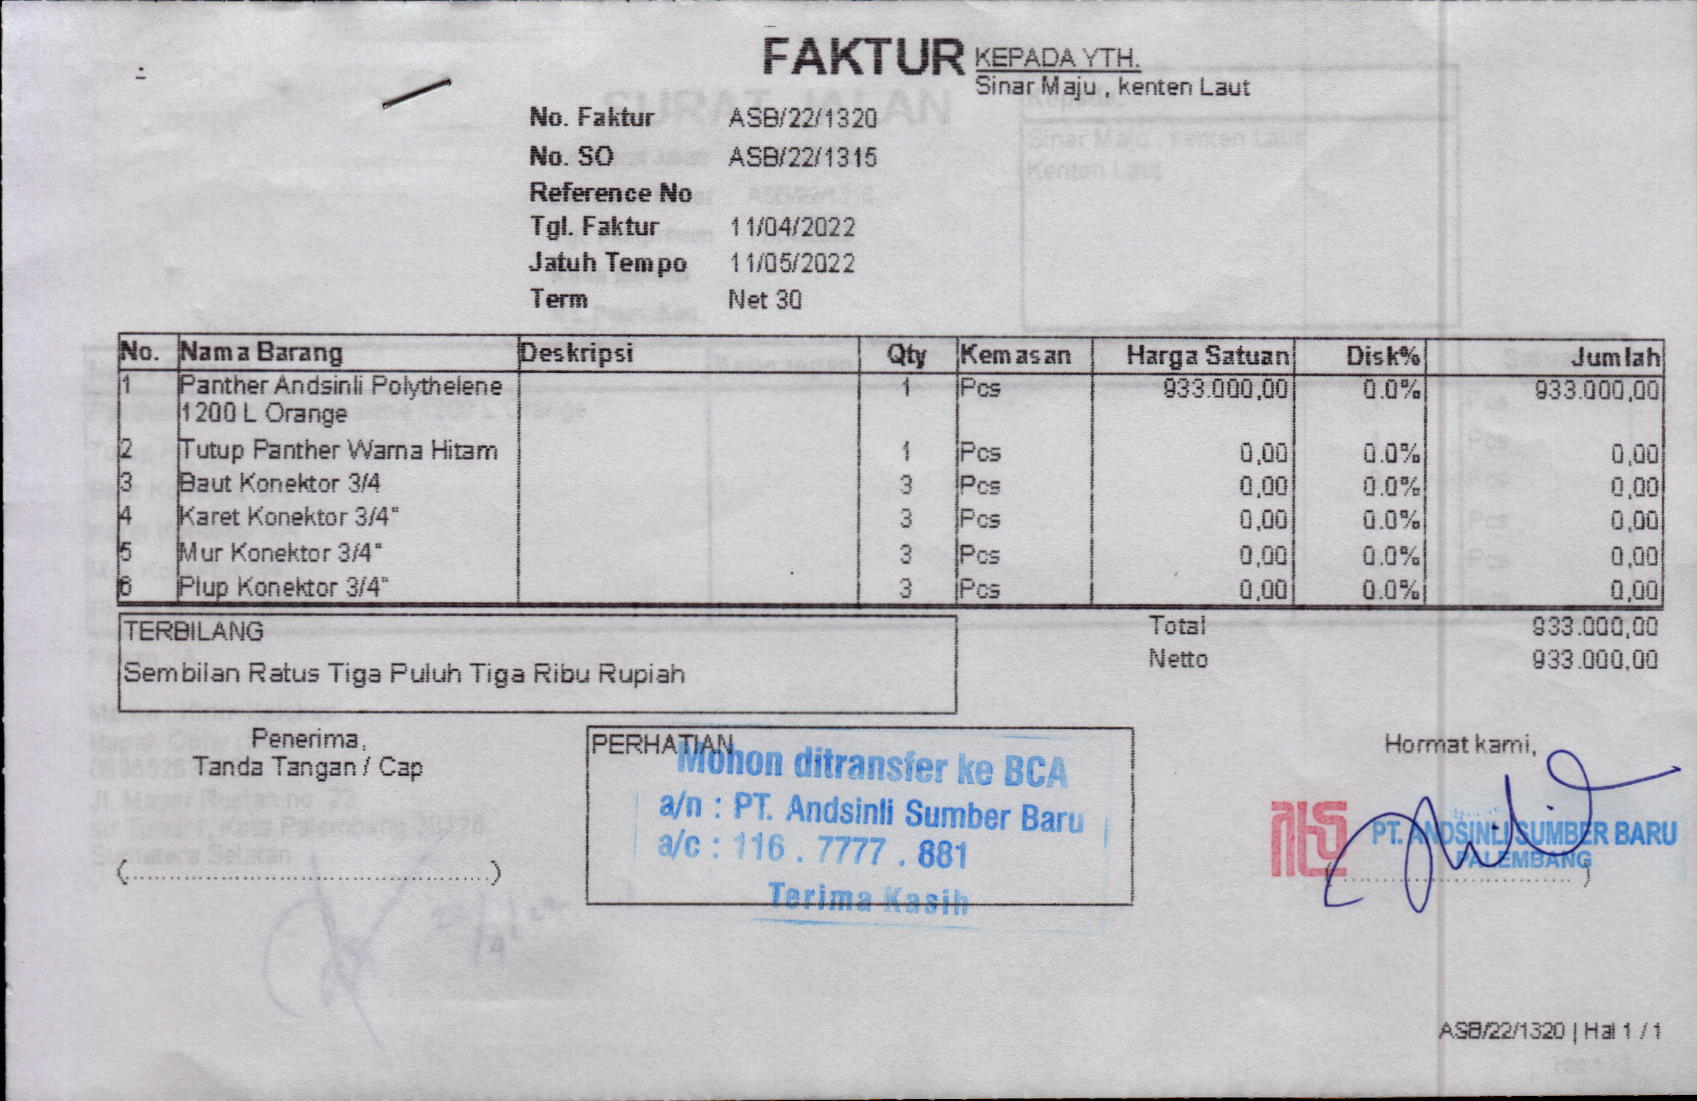 FAKTUR
KEPADA YTH.
Sinar Maju , kenten Laut
No. Faktur ASB/22/1320
No. SO ASB/22/1315
Reference No
Tgl. Faktur 11/04/2022
Jatuh Tempo 11/05/2022
Term Net 30
No. Nama Barang Deskripsi Qty Kemasan Harga Satuan Disk% Jumlah
1 Panther Andsinli Polythelene 1 Pcs 933.000,00 0.0% 933.000,00
1200 L Orange
2 Tutup Panther Warna Hitam 1 Pcs 0,00 0.0% 0,00
3 Baut Konektor 3/4 3 Pcs 0,00 0.0% 0,00
4 Karet Konektor 3/4" 3 Pcs 0,00 0.0% 0,00
5 Mur Konektor 3/4" 3 Pcs 0,00 0.0% 0,00
6 Plup Konektor 3/4" 3 Pcs 0,00 0.0% 0,00
TERBILANG
Sembilan Ratus Tiga Puluh Tiga Ribu Rupiah
Total 933.000,00
Netto 933.000,00
Penerima,
Tanda Tangan / Cap
(..............................................)
PERHATIAN
Mohon ditransfer ke BCA
a/n : PT. Andsinli Sumber Baru
a/c : 116 . 7777 . 881
Terima Kasih
Hormat kami,
PT. ANDSINLI SUMBER BARU
PALEMBANG
ASB/22/1320 | Hal 1 / 1